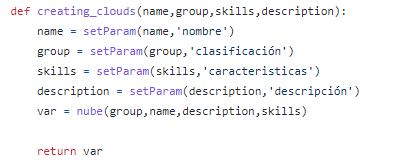 def creating_clouds(name,group,skills,description):
    name = setParam(name,'nombre')
    group = setParam(group,'clasificación')
    skills = setParam(skills,'caracteristicas')
    description = setParam(description,'descripción')
    var = nube(group,name,description,skills)

    return var